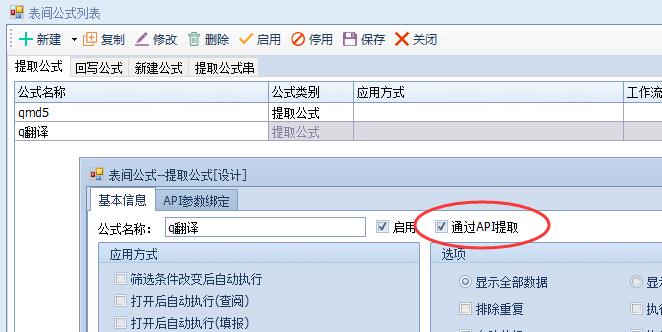 表间公式列表
新建 复制 修改 删除 启用 停用 保存 关闭
提取公式 回写公式 新建公式 提取公式串
公式名称 公式类别 应用方式 工作流
qmd5 提取公式
q翻译 提取公式
表间公式--提取公式[设计]
基本信息 API参数绑定
公式名称: q翻译 启用 通过API提取
应用方式 选项
筛选条件改变后自动执行 显示全部数据 显
打开后自动执行(查阅) 排除重复 执行
打开后自动执行(填报)